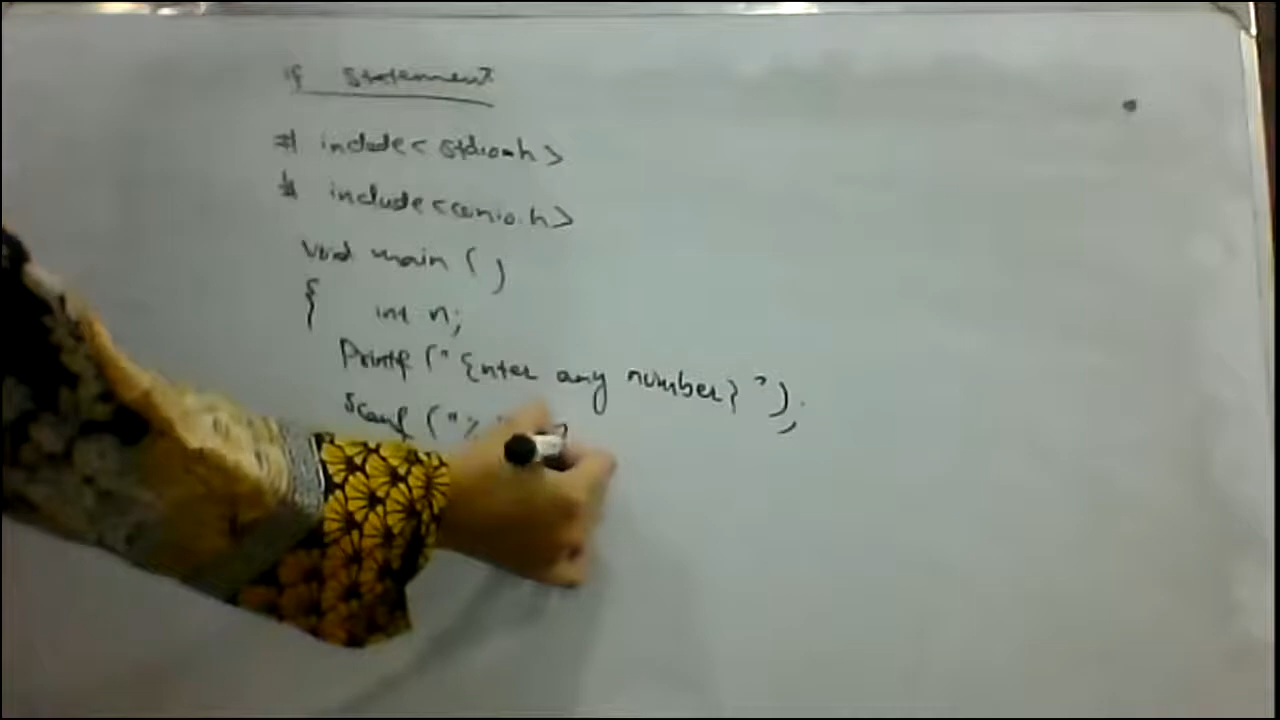 if statement
# include< stdio.h >
# include<conio.h>
void main ( )
{ int n;
Printf ("Enter any number} ");
Scanf ("%